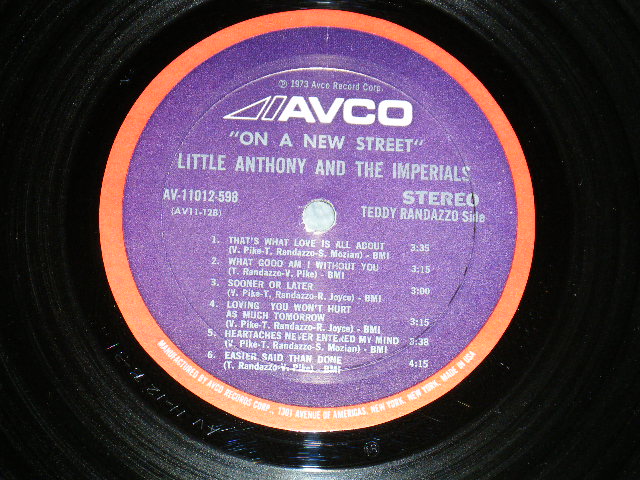 ℗ 1973 Avco Record Corp.
AVCO
"ON A NEW STREET"
LITTLE ANTHONY AND THE IMPERIALS
AV-11012-598
STEREO
(AV11-12B)
TEDDY RANDAZZO Side
1. THAT'S WHAT LOVE IS ALL ABOUT 3:35
(V. Pike-T. Randazzo-S. Mozian) - BMI
2. WHAT GOOD AM I WITHOUT YOU 3:15
(T. Randazzo-V. Pike) - BMI
3. SOONER OR LATER 3:00
(V. Pike-T. Randazzo-R. Joyce) - BMI
4. LOVING YOU WON'T HURT
AS MUCH TOMORROW 3:15
(V. Pike-T. Randazzo-R. Joyce) - BMI
5. HEARTACHES NEVER ENTERED MY MIND 3:38
(V. Pike-T. Randazzo-S. Mozian) - BMI
6. EASIER SAID THAN DONE 4:15
(T. Randazzo-V. Pike) - BMI
MANUFACTURED BY AVCO RECORDS CORP., 1301 AVENUE OF AMERICAS, NEW YORK, NEW YORK, MADE IN USA